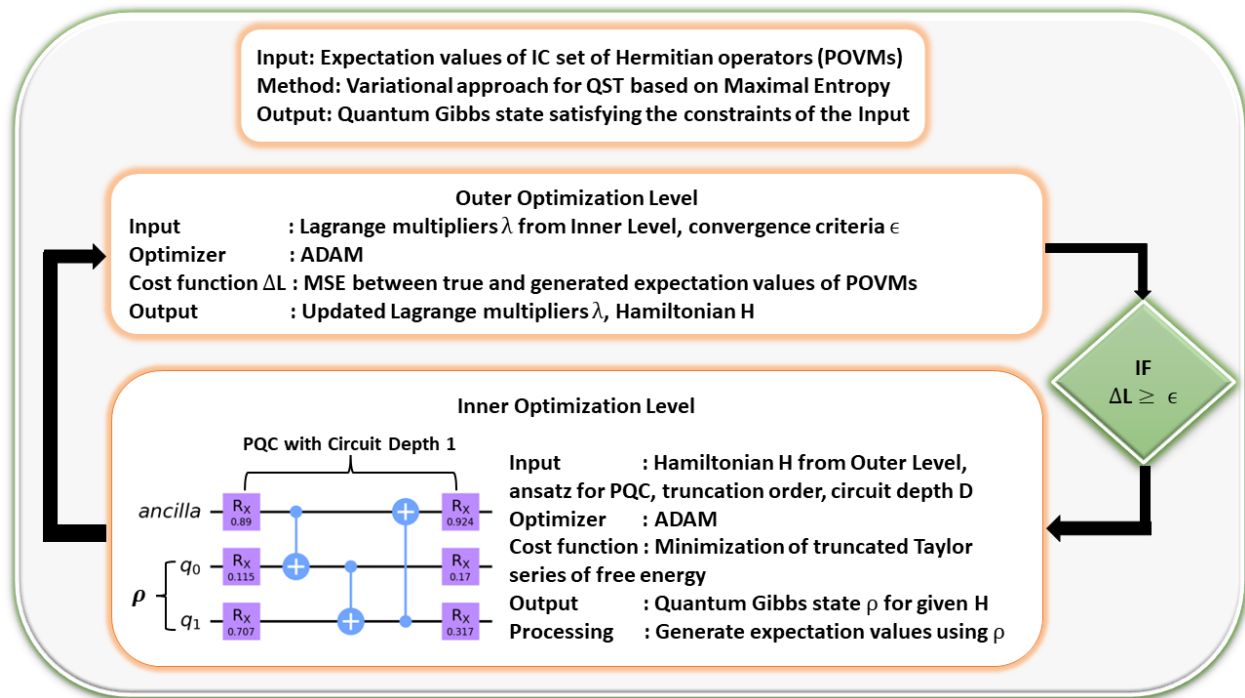 Input: Expectation values of IC set of Hermitian operators (POVMs)
Method: Variational approach for QST based on Maximal Entropy
Output: Quantum Gibbs state satisfying the constraints of the Input
Outer Optimization Level
Input : Lagrange multipliers λ from Inner Level, convergence criteria ϵ
Optimizer : ADAM
Cost function ΔL : MSE between true and generated expectation values of POVMs
Output : Updated Lagrange multipliers λ, Hamiltonian H
IF
ΔL ≥ ϵ
Inner Optimization Level
PQC with Circuit Depth 1
ancilla
R_X
0.89
R_X
0.924
q_0
R_X
0.115
R_X
0.17
ρ
q_1
R_X
0.707
R_X
0.317
Input : Hamiltonian H from Outer Level,
ansatz for PQC, truncation order, circuit depth D
Optimizer : ADAM
Cost function : Minimization of truncated Taylor
series of free energy
Output : Quantum Gibbs state ρ for given H
Processing : Generate expectation values using ρ